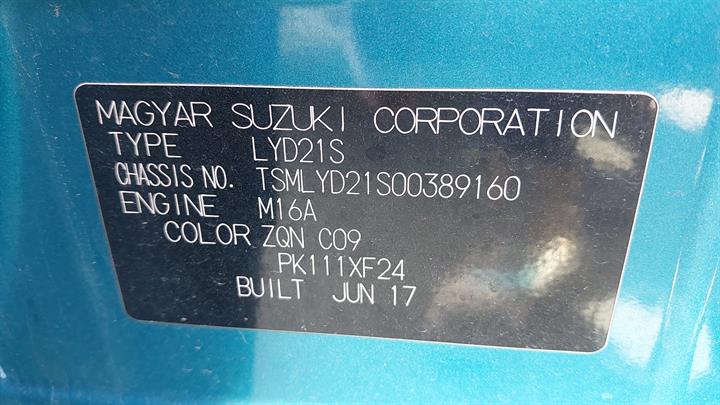 MAGYAR SUZUKI CORPORATION
TYPE LYD21S
CHASSIS NO. TSMLYD21S00389160
ENGINE M16A
COLOR ZQN C09
PK111XF24
BUILT JUN 17